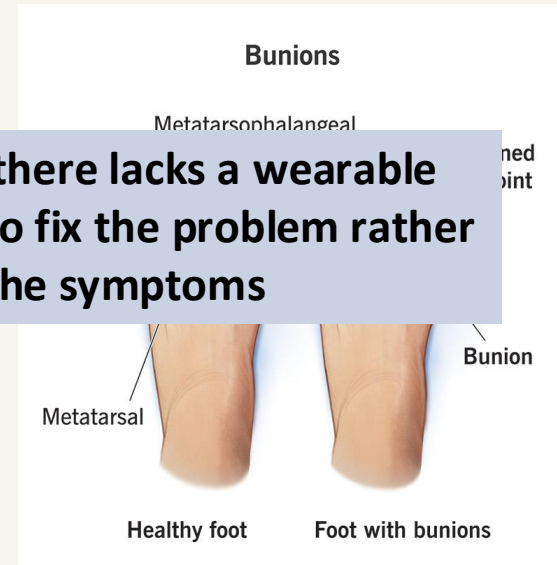 Bunions
Metatarsophalangeal
there lacks a wearable
o fix the problem rather
he symptoms
Bunion
Metatarsal
Healthy foot
Foot with bunions